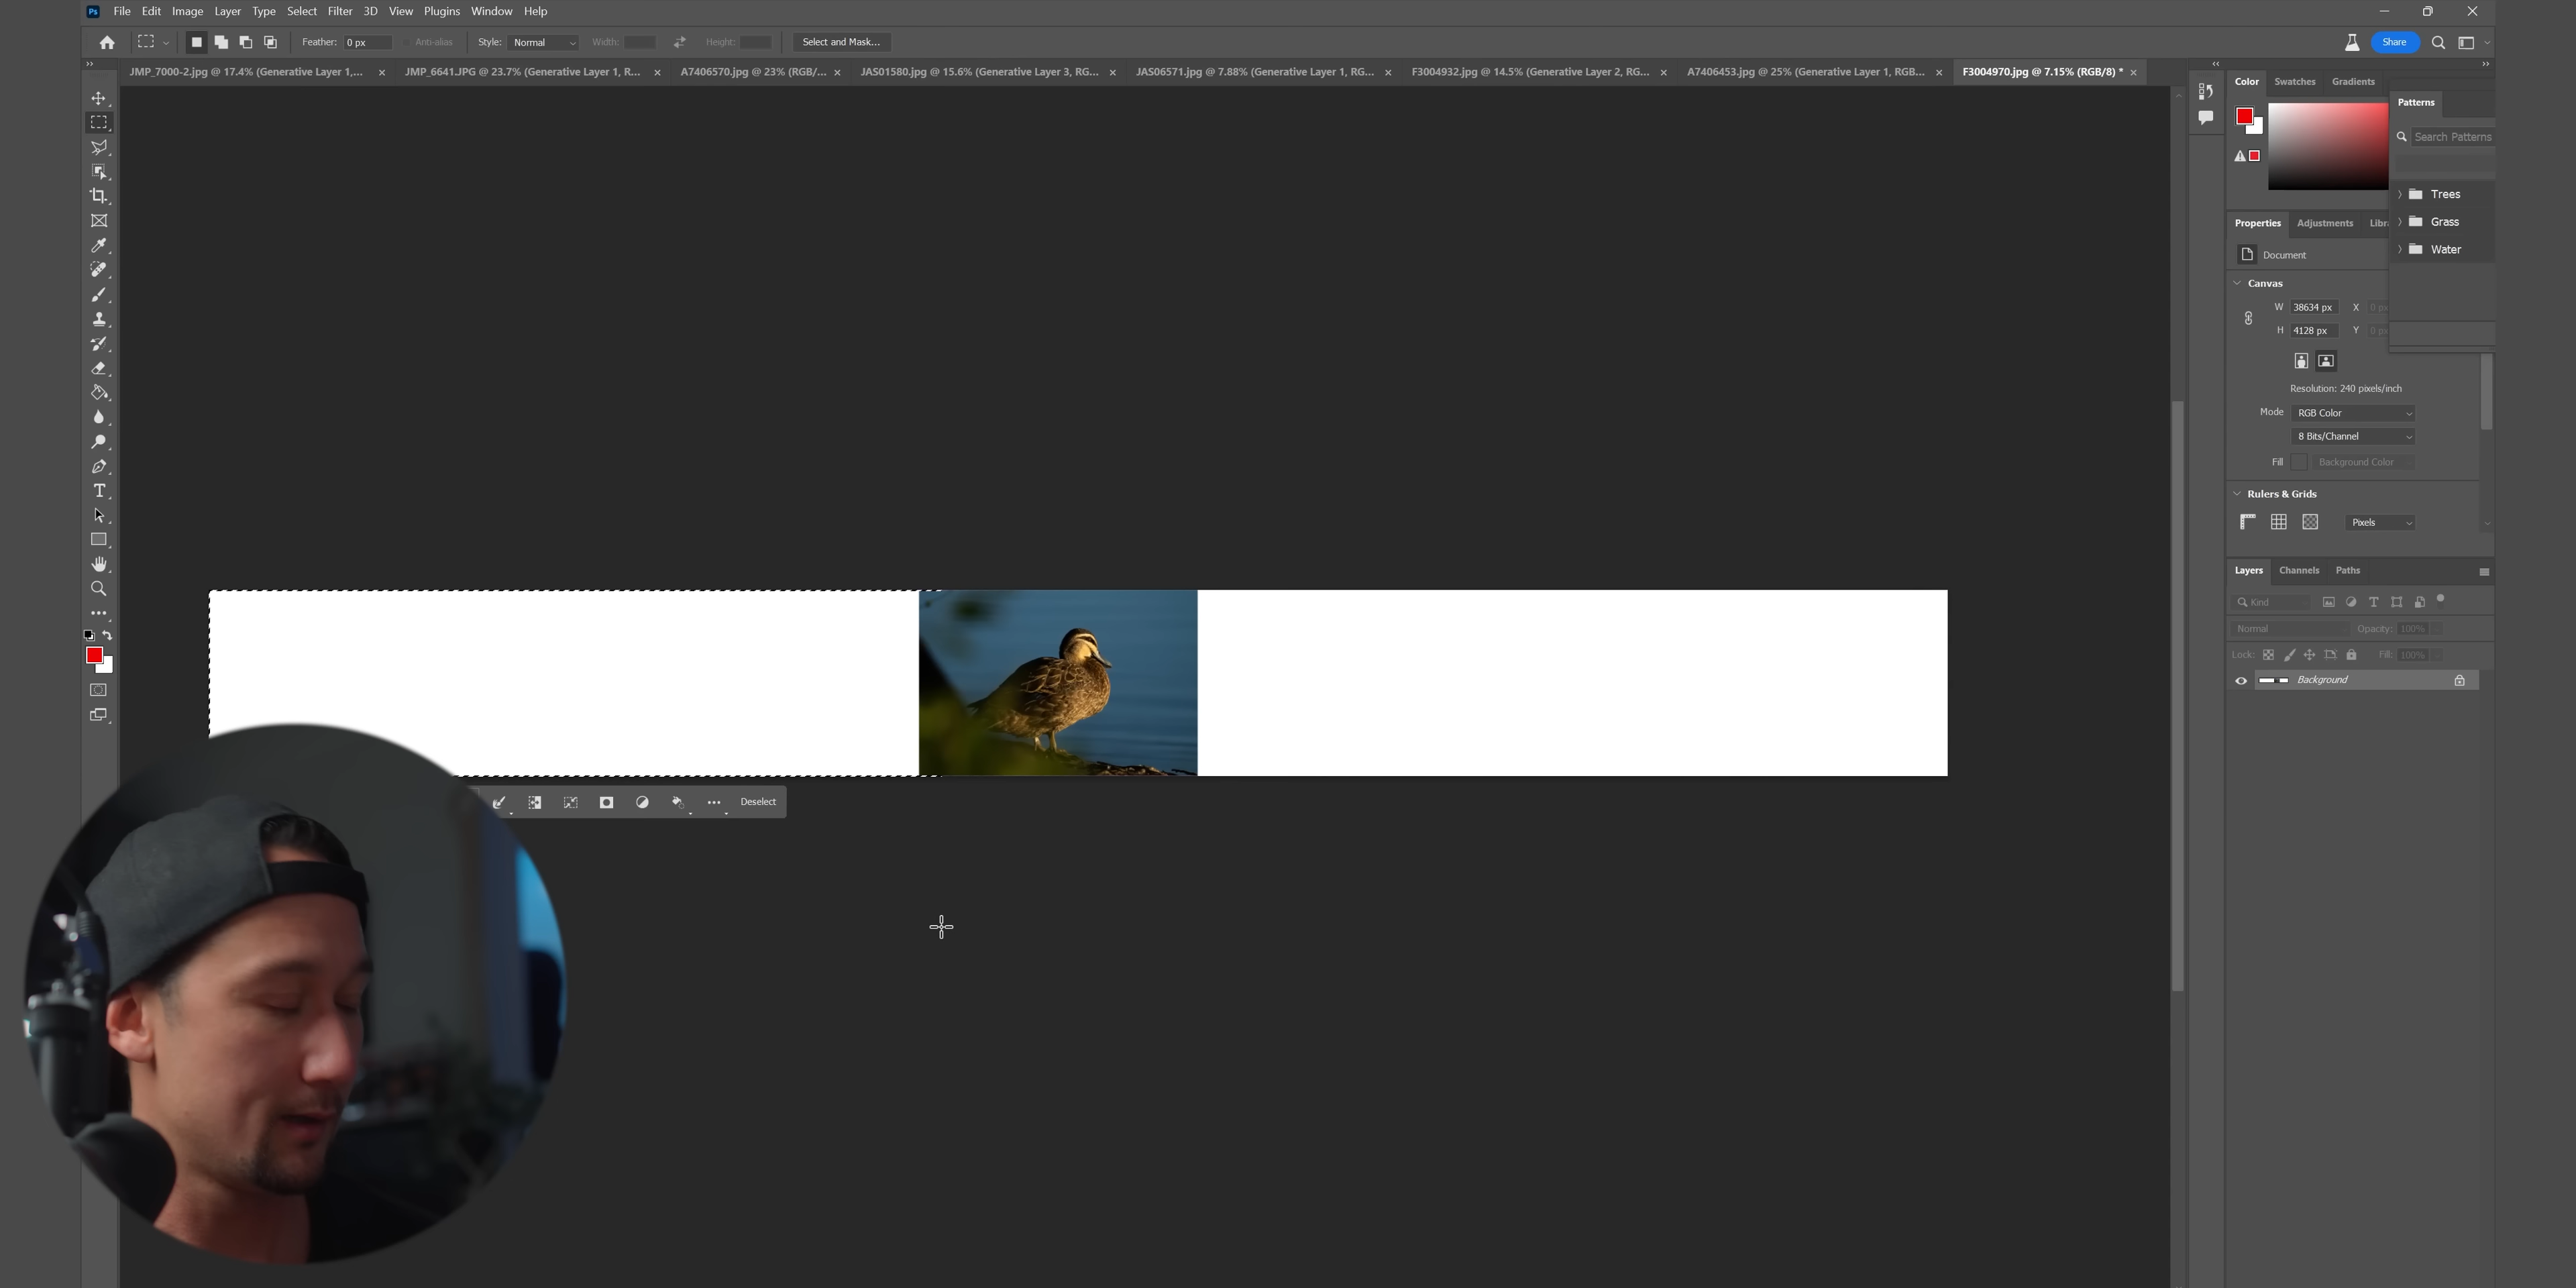 Ps File Edit Image Layer Type Select Filter 3D View Plugins Window Help
Feather: 0 px Anti-alias Style: Normal Width: Height: Select and Mask... Share
JMP_7000-2.jpg @ 17.4% (Generative Layer 1,... JMP_6641.JPG @ 23.7% (Generative Layer 1, R... A7406570.jpg @ 23% (RGB/... JAS01580.jpg @ 15.6% (Generative Layer 3, RG... JAS06571.jpg @ 7.88% (Generative Layer 1, RG... F3004932.jpg @ 14.5% (Generative Layer 2, RG... A7406453.jpg @ 25% (Generative Layer 1, RGB... F3004970.jpg @ 7.15% (RGB/8) *
Color Swatches Gradients
Patterns
Search Patterns
Trees
Grass
Water
Properties Adjustments Libr
Document
Canvas
W 38634 px X 0 px
H 4128 px Y 0 px
Resolution: 240 pixels/inch
Mode RGB Color
8 Bits/Channel
Fill Background Color
Rulers & Grids
Pixels
Layers Channels Paths
Kind
Normal Opacity: 100%
Lock: Fill: 100%
Background
Deselect